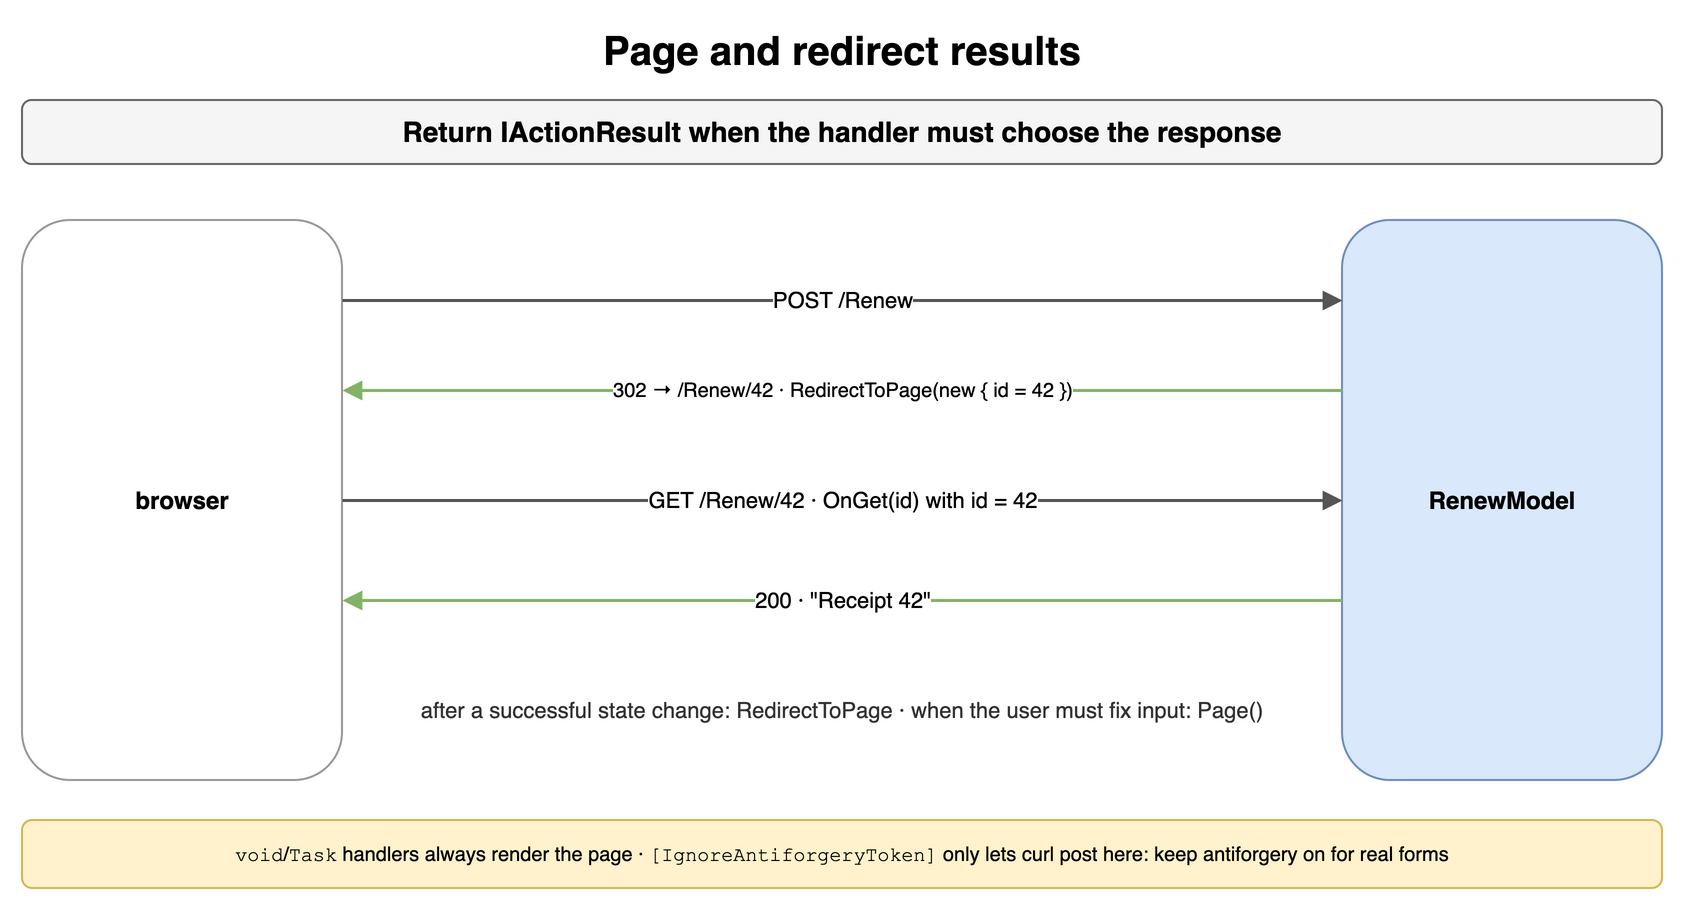 Page and redirect results
Return IActionResult when the handler must choose the response
POST /Renew
302 → /Renew/42 · RedirectToPage(new { id = 42 })
browser
GET /Renew/42 · OnGet(id) with id = 42
RenewModel
200 · "Receipt 42"
after a successful state change: RedirectToPage · when the user must fix input: Page()
void/Task handlers always render the page · [IgnoreAntiforgeryToken] only lets curl post here: keep antiforgery on for real forms